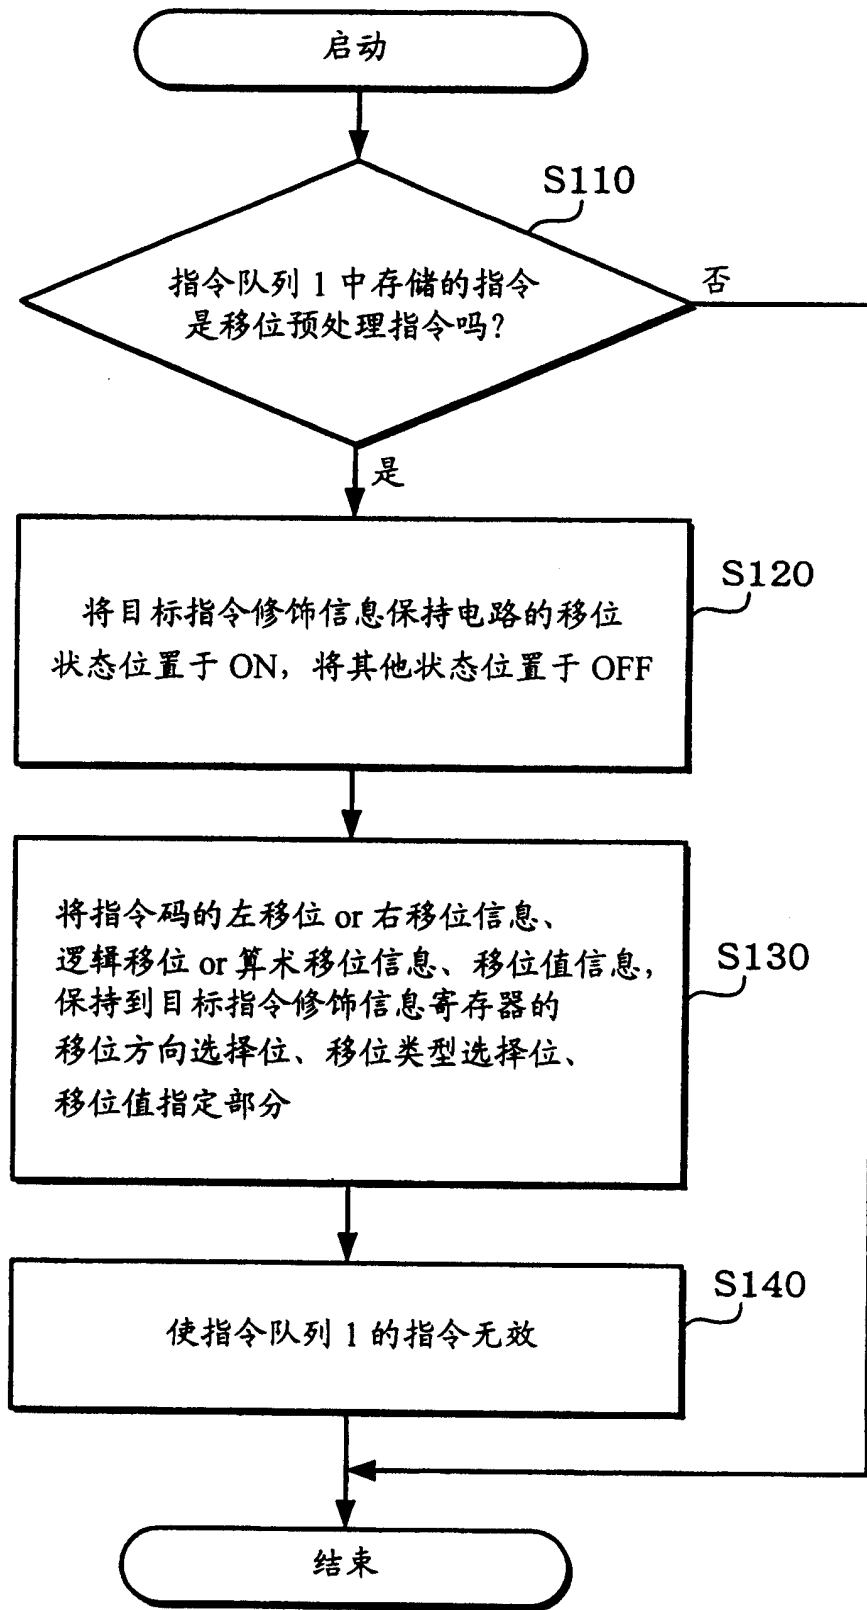 启动
S110
指令队列 1 中存储的指令
是移位预处理指令吗?
否
是
S120
将目标指令修饰信息保持电路的移位
状态位置于 ON，将其他状态位置于 OFF
S130
将指令码的左移位 or 右移位信息、
逻辑移位 or 算术移位信息、移位值信息，
保持到目标指令修饰信息寄存器的
移位方向选择位、移位类型选择位、
移位值指定部分
S140
使指令队列 1 的指令无效
结束